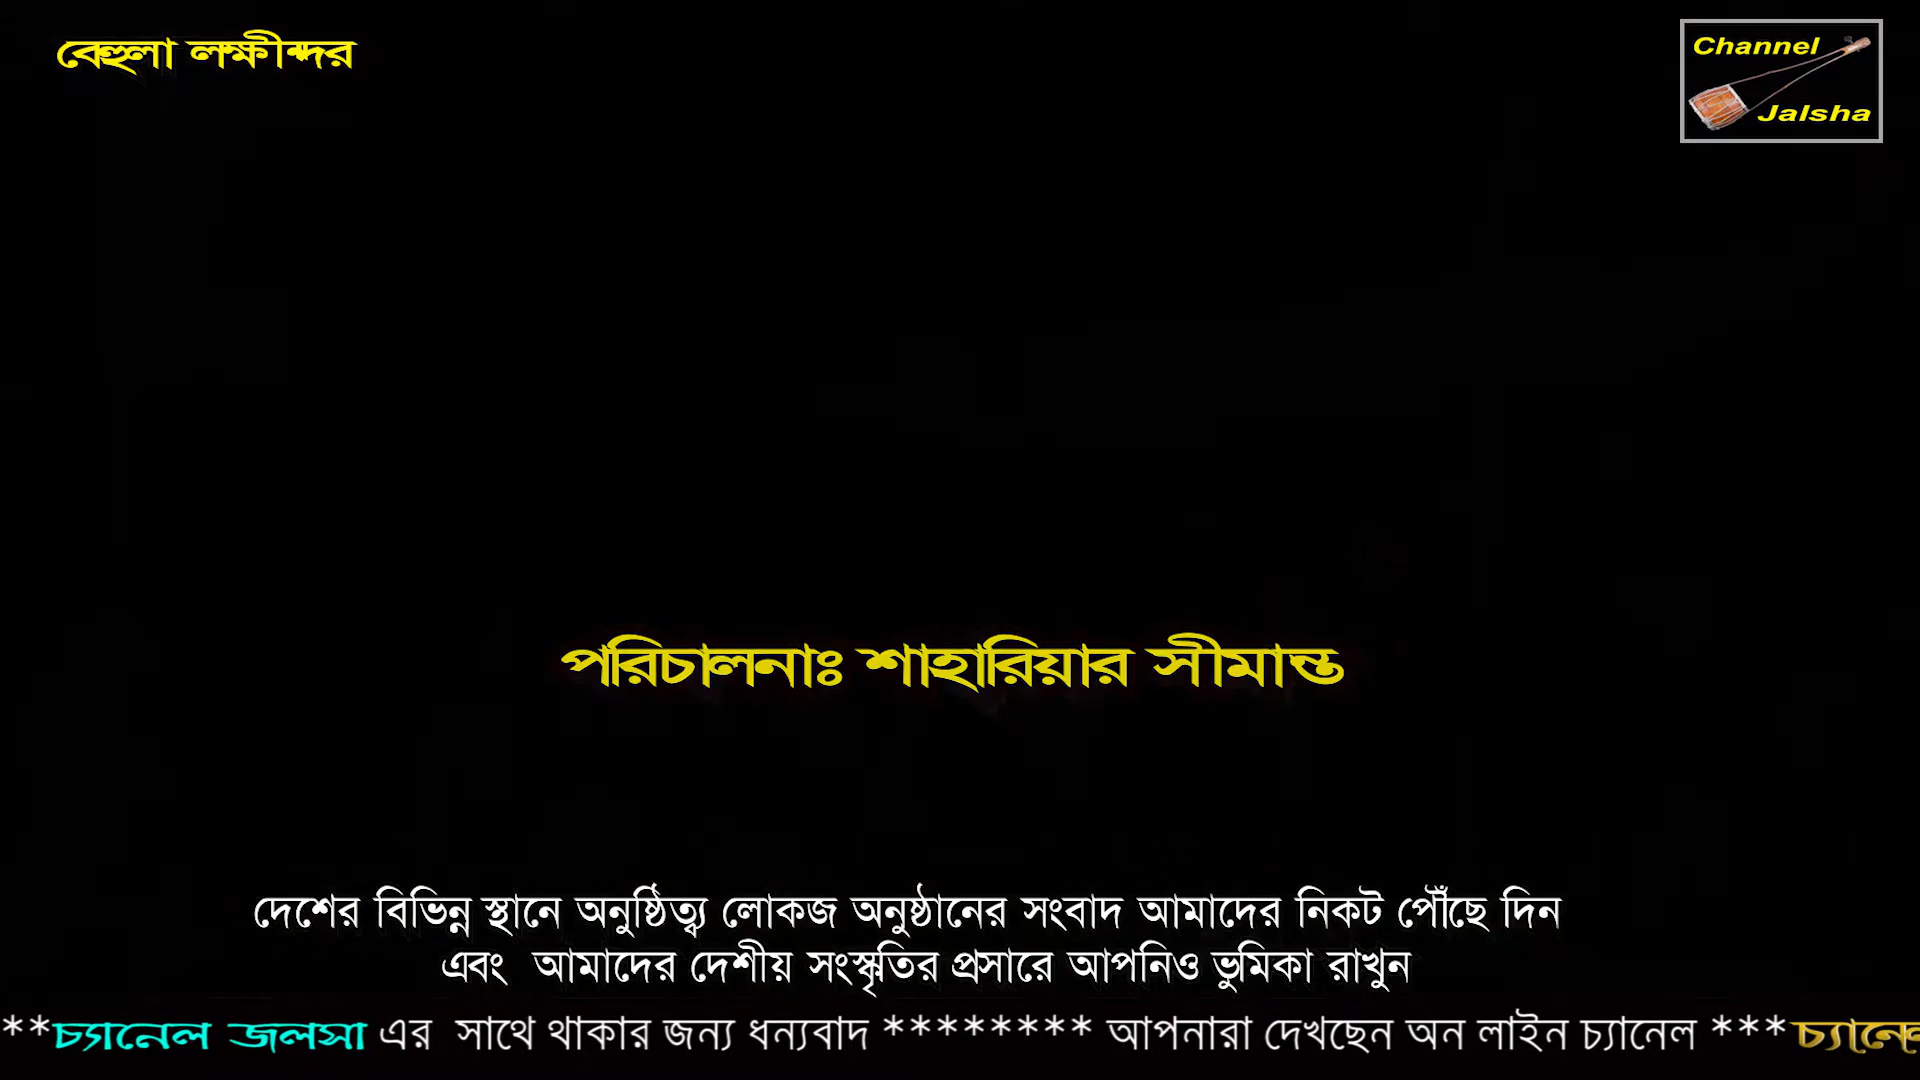 বেহুলা লক্ষীন্দর
Channel
Jalsha
পরিচালনাঃ শাহারিয়ার সীমান্ত
দেশের বিভিন্ন স্থানে অনুষ্ঠিত্ব্য লোকজ অনুষ্ঠানের সংবাদ আমাদের নিকট পৌঁছে দিন
এবং আমাদের দেশীয় সংস্কৃতির প্রসারে আপনিও ভুমিকা রাখুন
**চ্যানেল জলসা এর সাথে থাকার জন্য ধন্যবাদ ******** আপনারা দেখছেন অন লাইন চ্যানেল ***